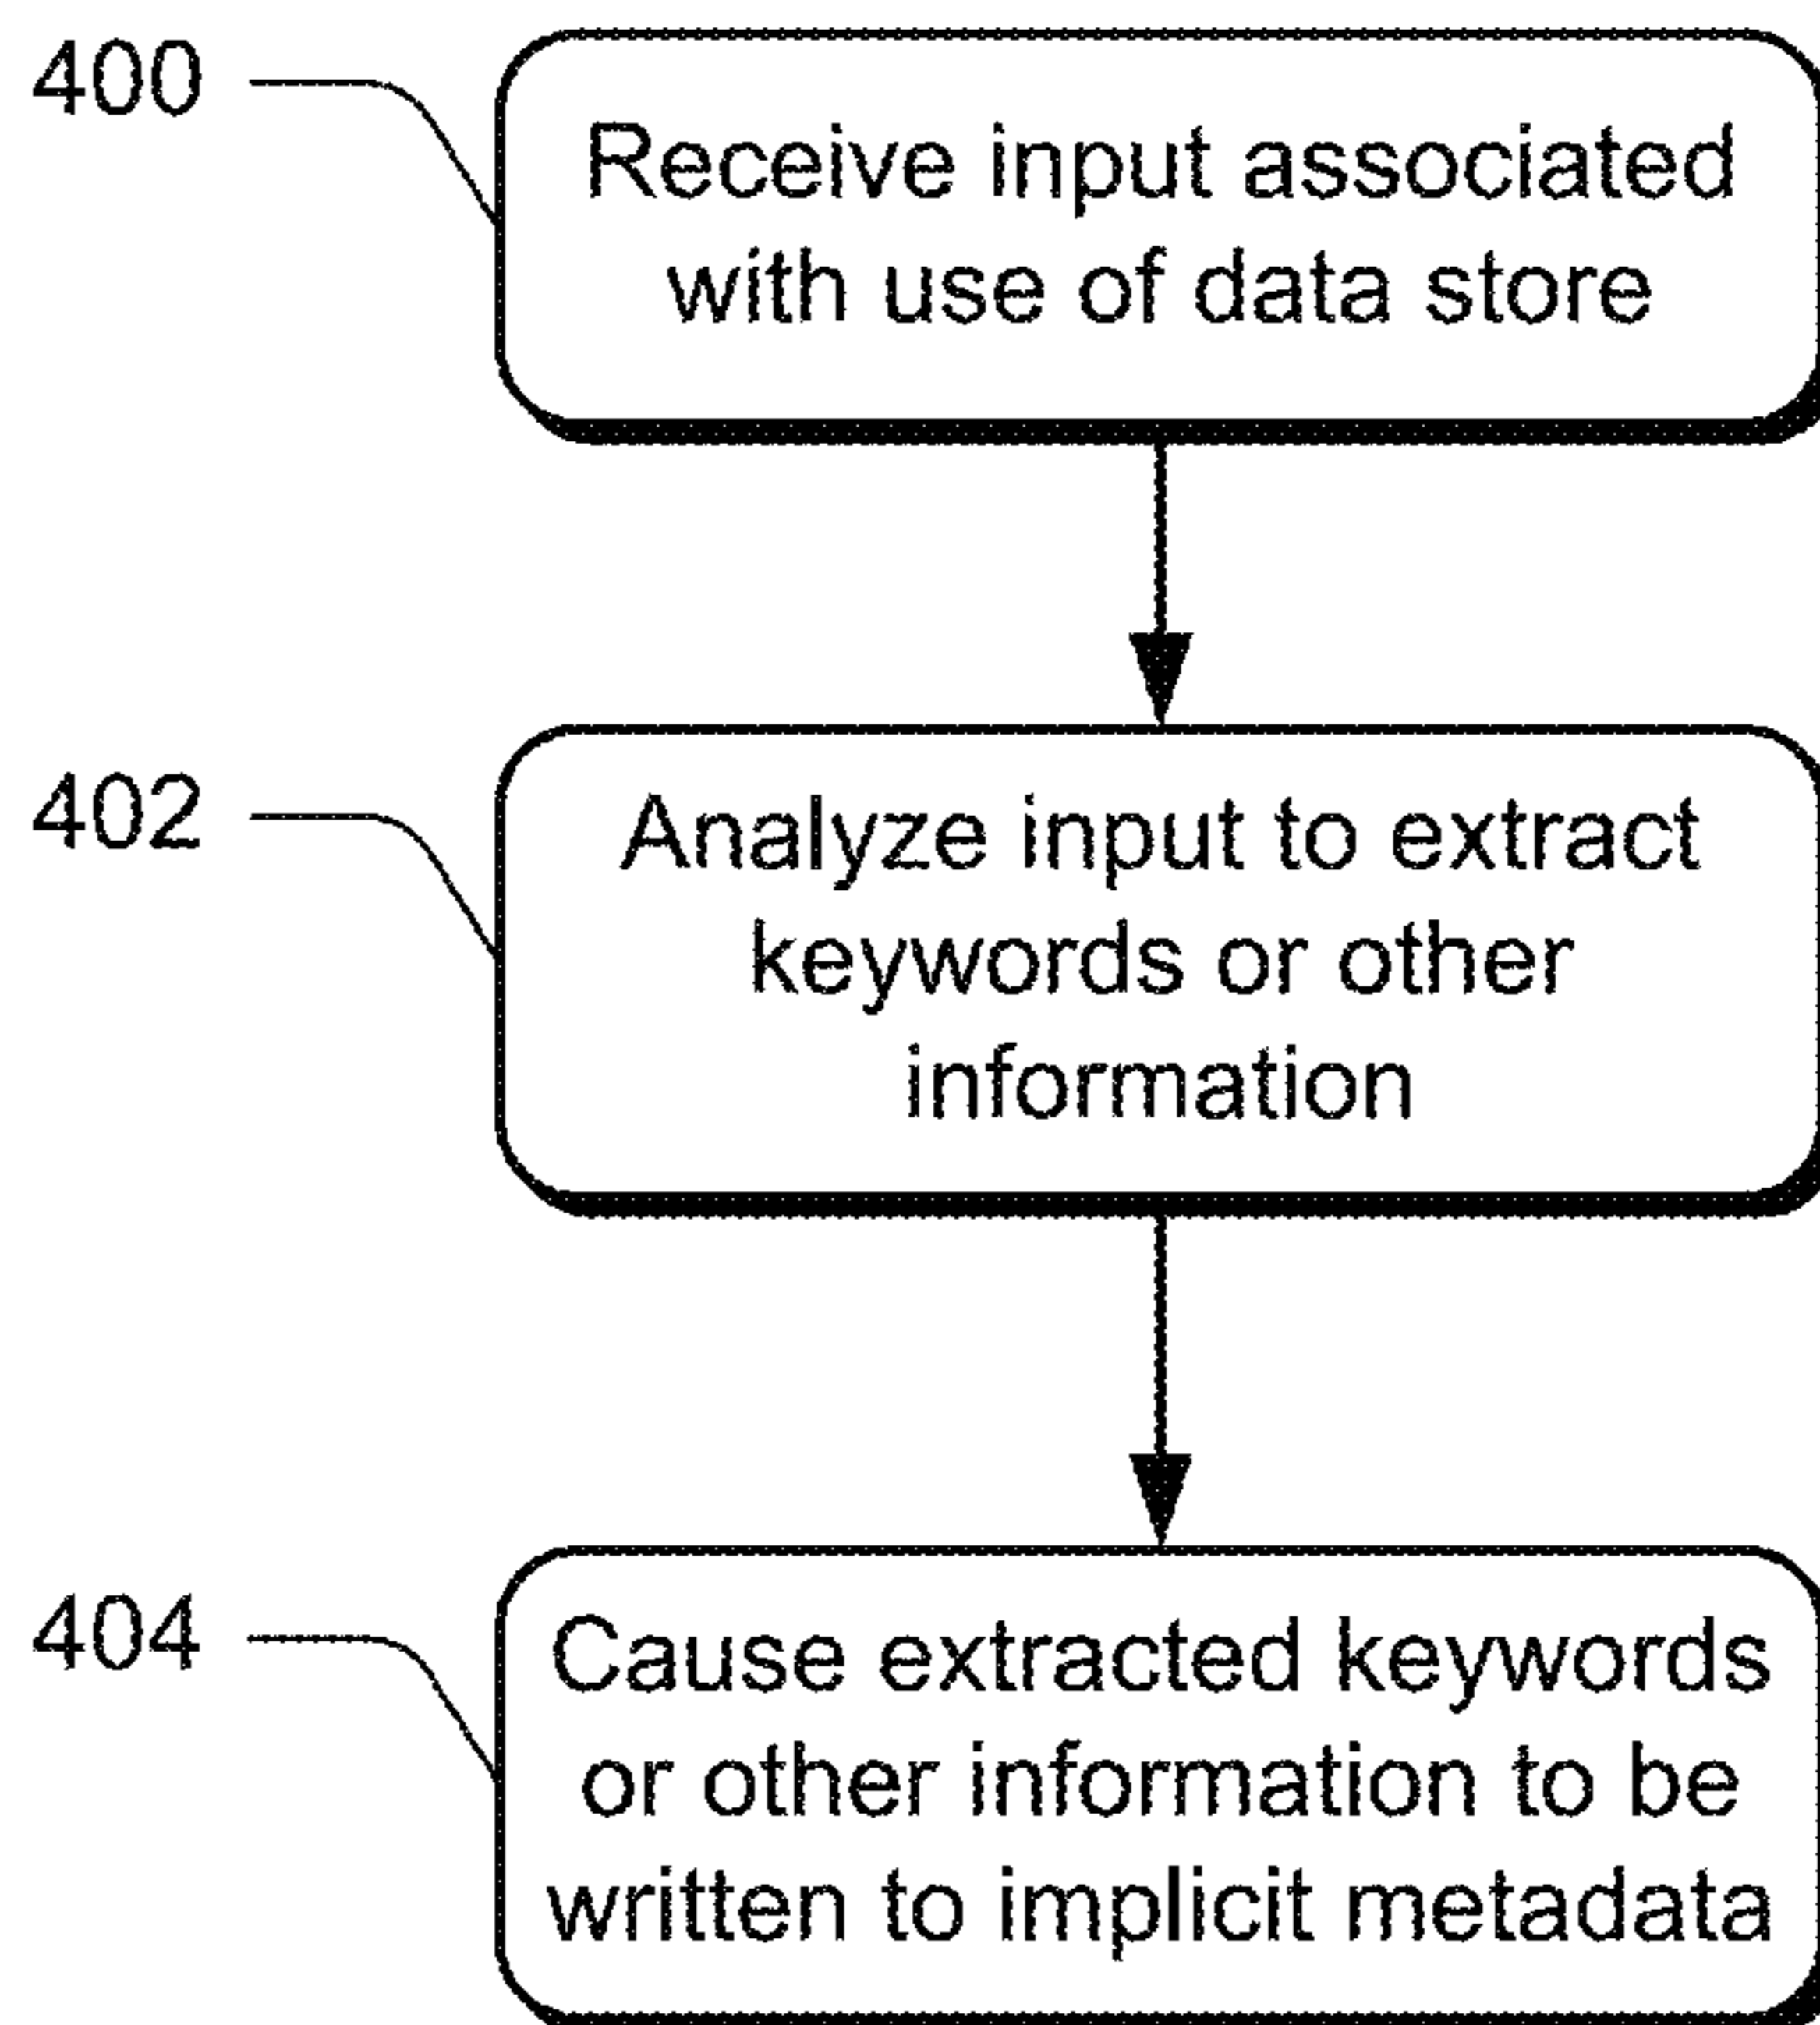 400
Receive input associated
with use of data store
402
Analyze input to extract
keywords or other
information
404
Cause extracted keywords
or other information to be
written to implicit metadata